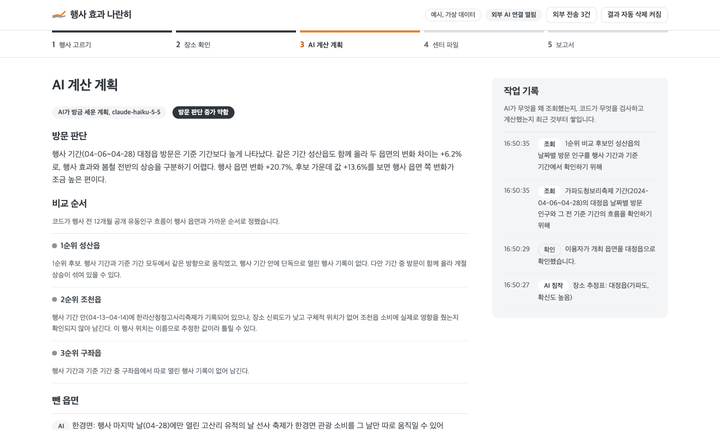 행사 효과 나란히
예시, 가상 데이터
외부 AI 연결 열림
외부 전송 3건
결과 자동 삭제 켜짐
1 행사 고르기
2 장소 확인
3 AI 계산 계획
4 센터 파일
5 보고서
AI 계산 계획
AI가 방금 세운 계획, claude-haiku-5-5
방문 판단 증가 약함
방문 판단
행사 기간(04-06~04-28) 대정읍 방문은 기준 기간보다 높게 나타났다. 같은 기간 성산읍도 함께 올라 두 읍면의 변화 차이는 +6.2%
로, 행사 효과와 봄철 전반의 상승을 구분하기 어렵다. 행사 읍면 변화 +20.7%, 후보 가운데 값 +13.6%를 보면 행사 읍면 쪽 변화가
조금 높은 편이다.
비교 순서
코드가 행사 전 12개월 공개 유동인구 흐름이 행사 읍면과 가까운 순서로 정했습니다.
1순위 성산읍
1순위 후보. 행사 기간과 기준 기간 모두에서 같은 방향으로 움직였고, 행사 기간 안에 단독으로 열린 행사 기록이 없다. 다만 기간 중 방문이 함께 올라 계절
상승이 섞여 있을 수 있다.
2순위 조천읍
행사 기간 안(04-13~04-14)에 한라산청정고사리축제가 기록되어 있으나, 장소 신뢰도가 낮고 구체적 위치가 없어 조천읍 소비에 실제로 영향을 줬는지
확인되지 않아 남긴다. 이 행사 위치는 이름으로 추정한 값이라 틀릴 수 있다.
3순위 구좌읍
행사 기간과 기준 기간 중 구좌읍에서 따로 열린 행사 기록이 없어 남긴다.
뺀 읍면
AI 한경면: 행사 마지막 날(04-28)에만 열린 고산리 유적의 날 선사 축제가 한경면 관광 소비를 그 날만 따로 움직일 수 있어
작업 기록
AI가 무엇을 왜 조회했는지, 코드가 무엇을 검사하고
계산했는지 최근 것부터 쌓입니다.
16:50:35 조회 1순위 비교 후보인 성산읍의
날짜별 방문 인구를 행사 기간과 기준
기간에서 확인하기 위해
16:50:35 조회 가파도청보리축제 기간(2024-
04-06~04-28)의 대정읍 날짜별 방문
인구와 그 전 기준 기간의 흐름을 확인하기
위해
16:50:29 확인 이용자가 개최 읍면을 대정읍으로
확인했습니다.
16:50:27 AI 짐작 장소 추정표: 대정읍(가파도,
확신도 높음)